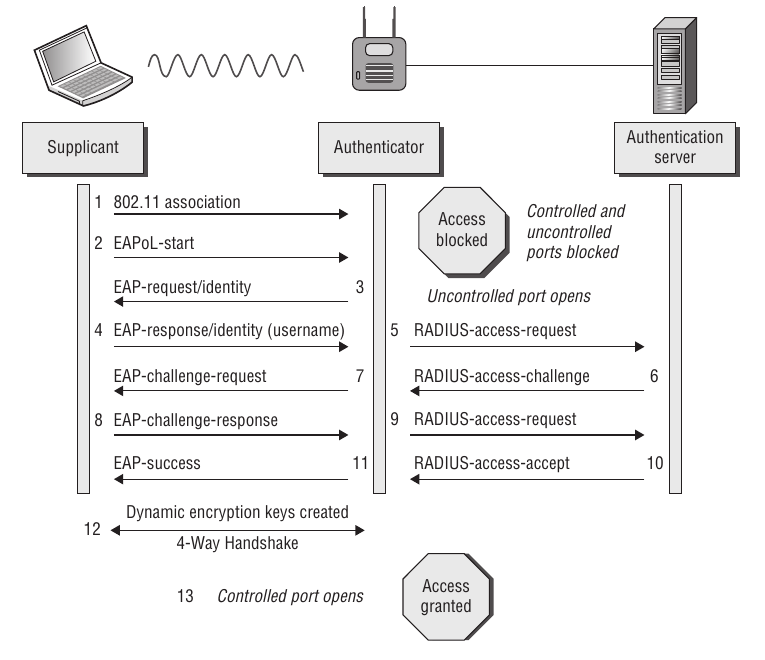 Supplicant
Authenticator
Authentication
server
1 802.11 association
Access
blocked
Controlled and
uncontrolled
ports blocked
2 EAPoL-start
EAP-request/identity 3
Uncontrolled port opens
4 EAP-response/identity (username)
5 RADIUS-access-request
EAP-challenge-request 7
RADIUS-access-challenge 6
8 EAP-challenge-response
9 RADIUS-access-request
EAP-success 11
RADIUS-access-accept 10
12 Dynamic encryption keys created
4-Way Handshake
13 Controlled port opens
Access
granted